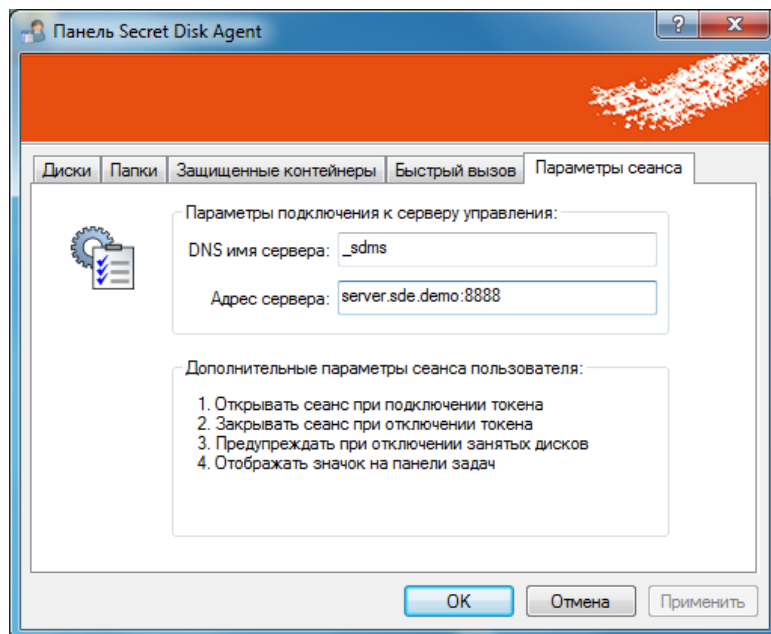 Панель Secret Disk Agent
Диски Папки Защищенные контейнеры Быстрый вызов Параметры сеанса
Параметры подключения к серверу управления:
DNS имя сервера: _sdms
Адрес сервера: server.sde.demo:8888
Дополнительные параметры сеанса пользователя:
1. Открывать сеанс при подключении токена
2. Закрывать сеанс при отключении токена
3. Предупреждать при отключении занятых дисков
4. Отображать значок на панели задач
OK Отмена Применить